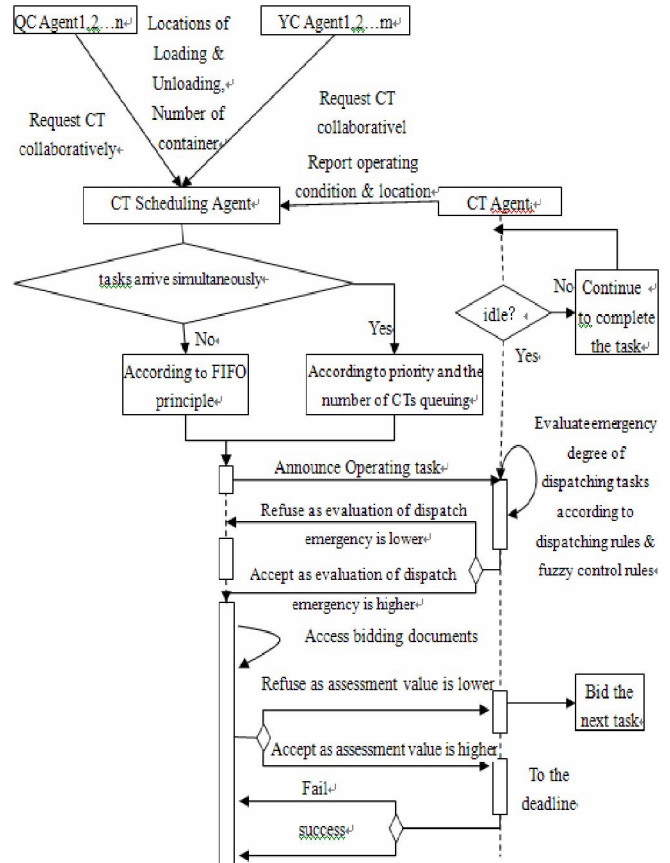 QC Agent1,2…n
Locations of
Loading &
Unloading,
Number of
container
YC Agent1,2…m
Request CT
collaboratively
Request CT
collaborativel
Report operating
condition & location
CT Scheduling Agent
CT Agent
tasks arrive simultaneously
idle?
No
Continue
to complete
the task
Yes
No
Yes
According to FIFO
principle
According to priority and the
number of CTs queuing
Evaluate emergency
degree of
dispatching tasks
according to
dispatching rules &
fuzzy control rules
Announce Operating task
Refuse as evaluation of dispatch
emergency is lower
Accept as evaluation of dispatch
emergency is higher
Access bidding documents
Refuse as assessment value is lower
Bid the
next task
Accept as assessment value is higher
To the
deadline
Fail
success